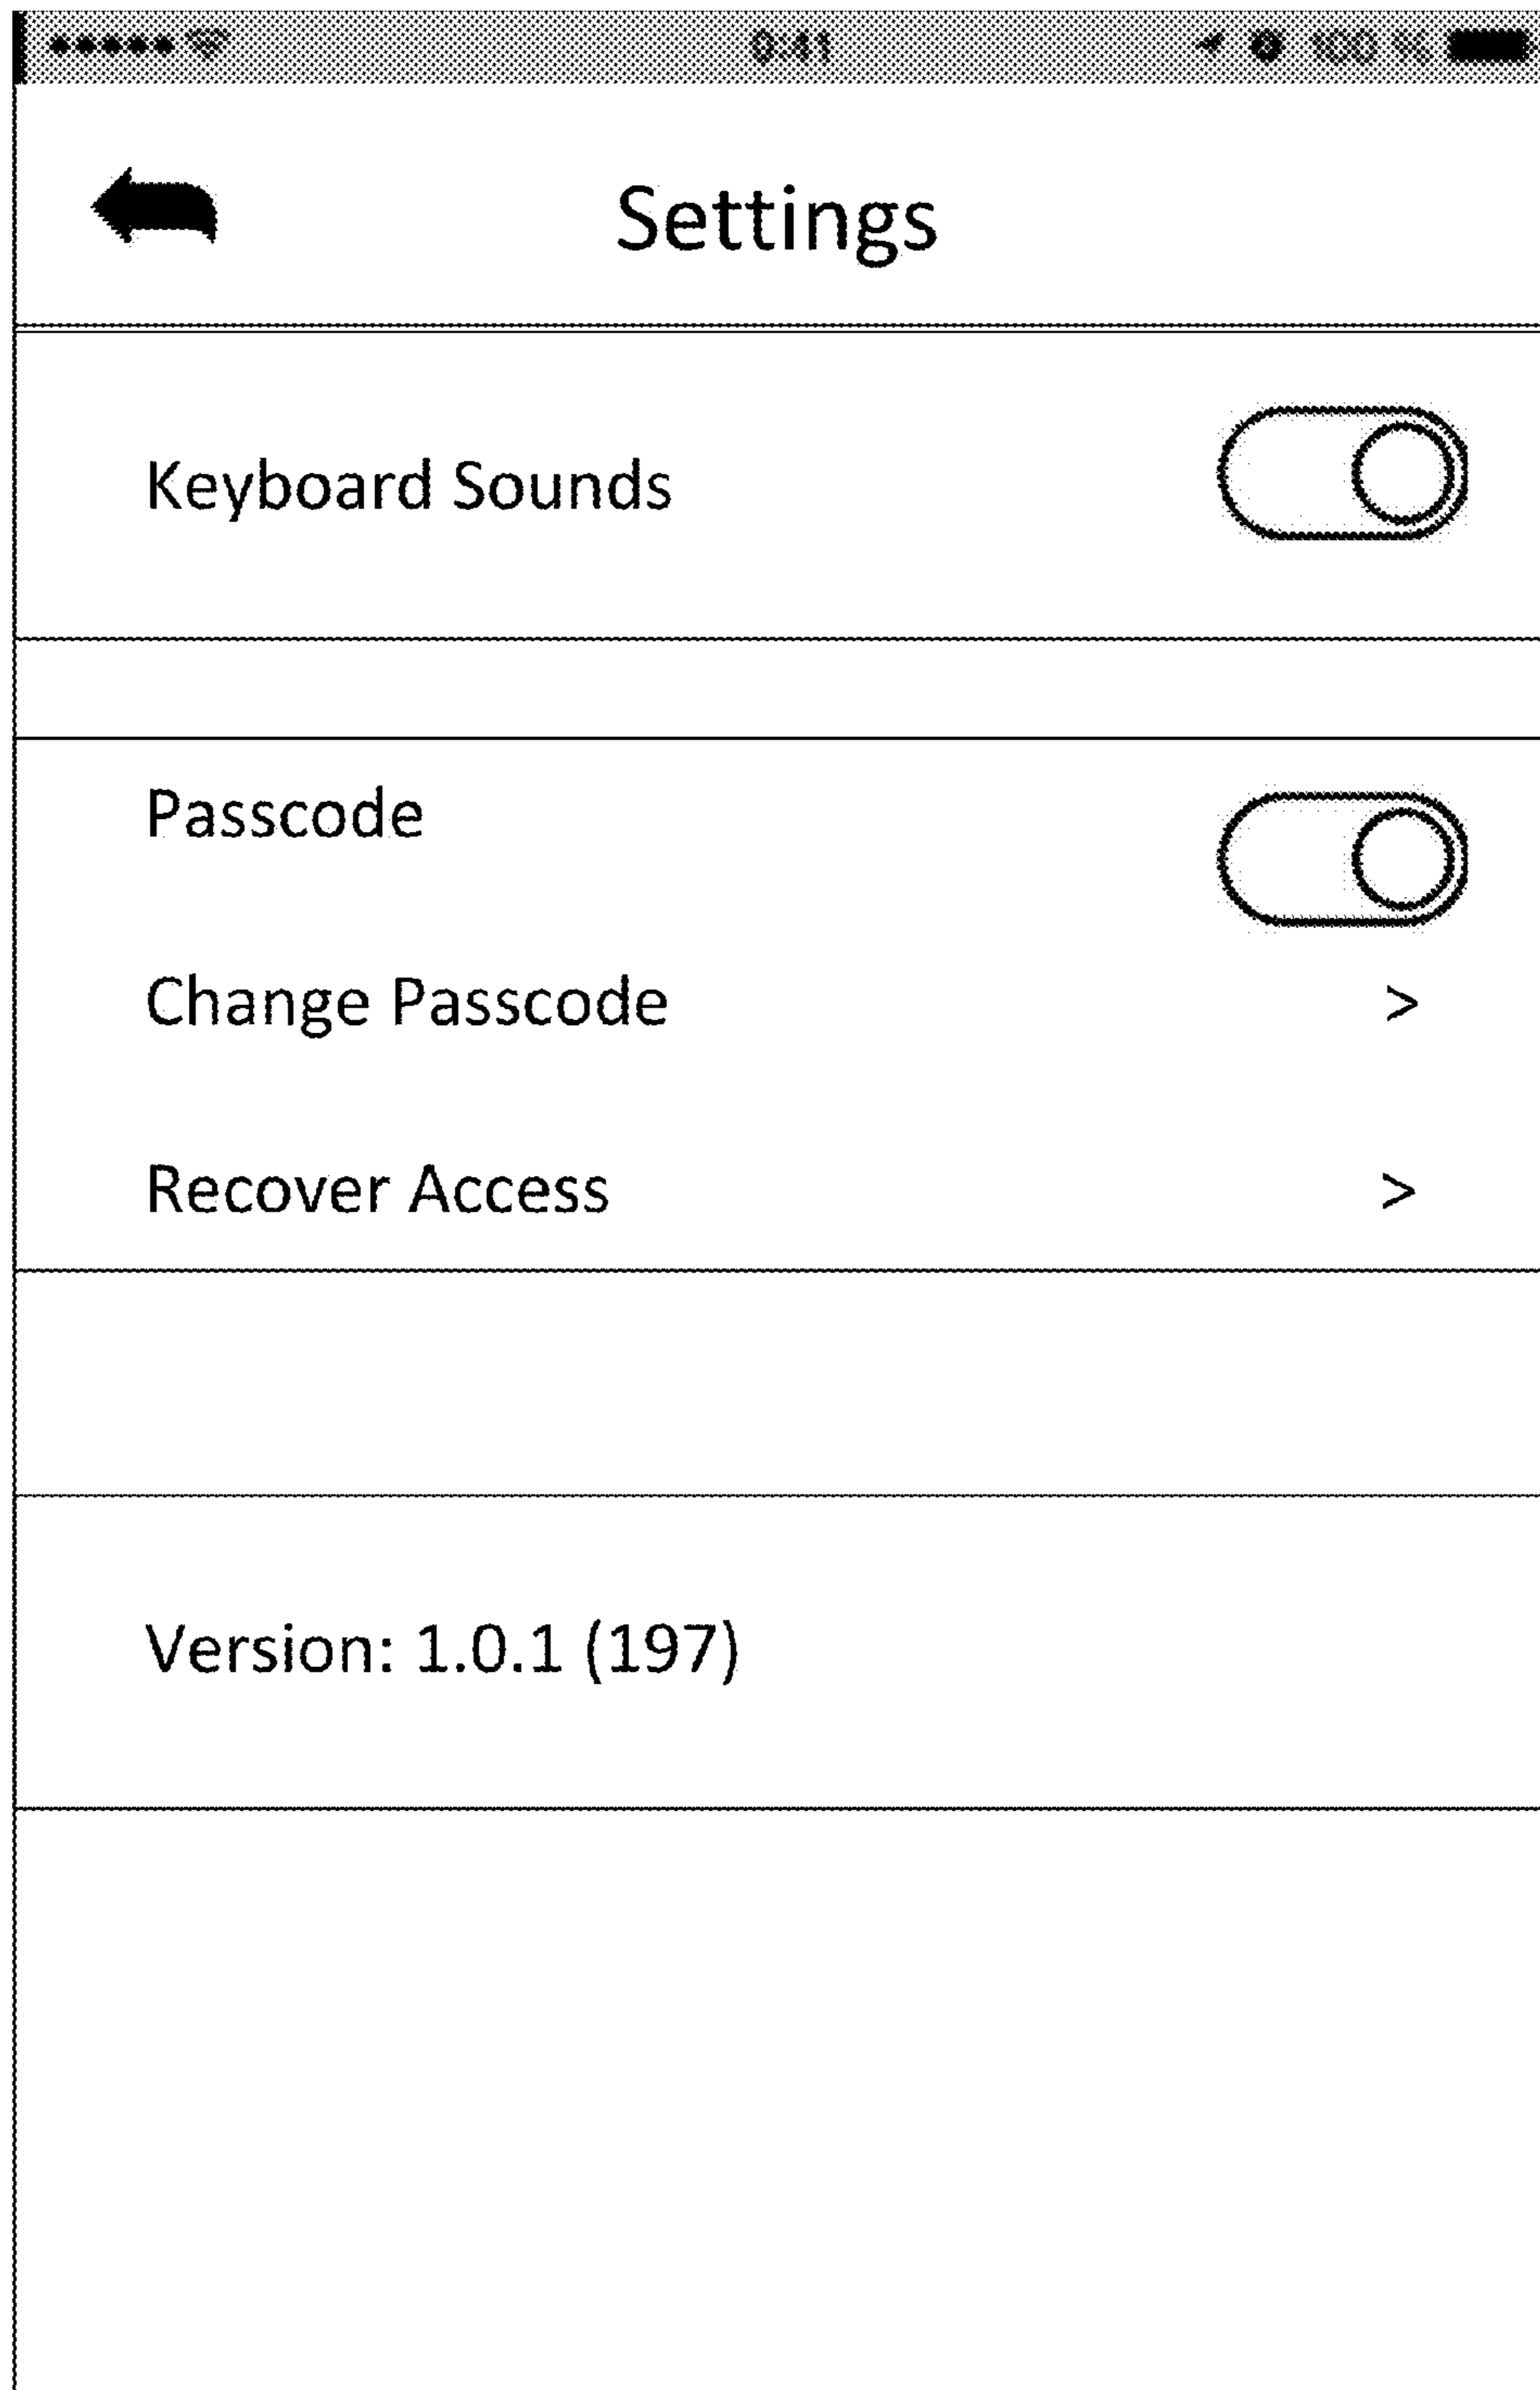 9:41 100 %
Settings
Keyboard Sounds
Passcode
Change Passcode >
Recover Access >
Version: 1.0.1 (197)